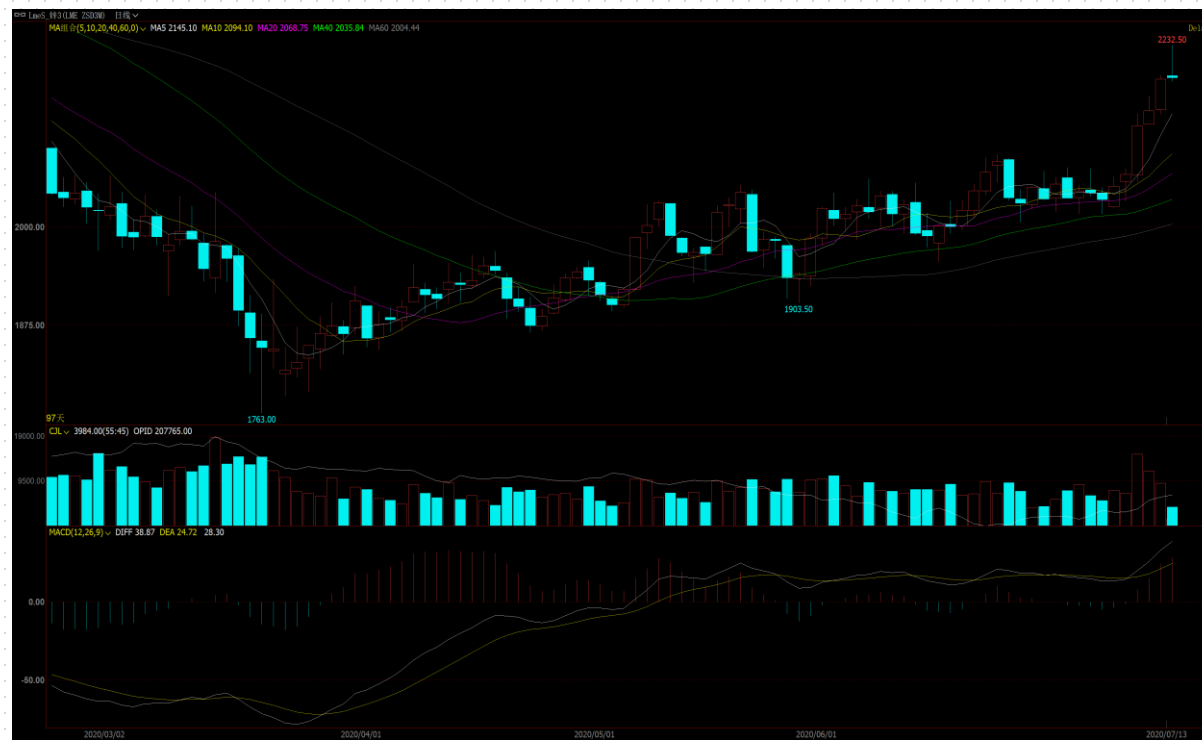 LmeS_锌3(LME ZSD3M) 日线
MA组合(5,10,20,40,60,0) MA5 2145.10 MA10 2094.10 MA20 2068.75 MA40 2035.84 MA60 2004.44
2232.50
2000.00
1903.50
1875.00
1763.00
97天
CJL 3984.00(55:45) OPID 207765.00
19000.00
9500.00
MACD(12,26,9) DIFF 38.87 DEA 24.72 28.30
0.00
-50.00
2020/03/02 2020/04/01 2020/05/01 2020/06/01 2020/07/13